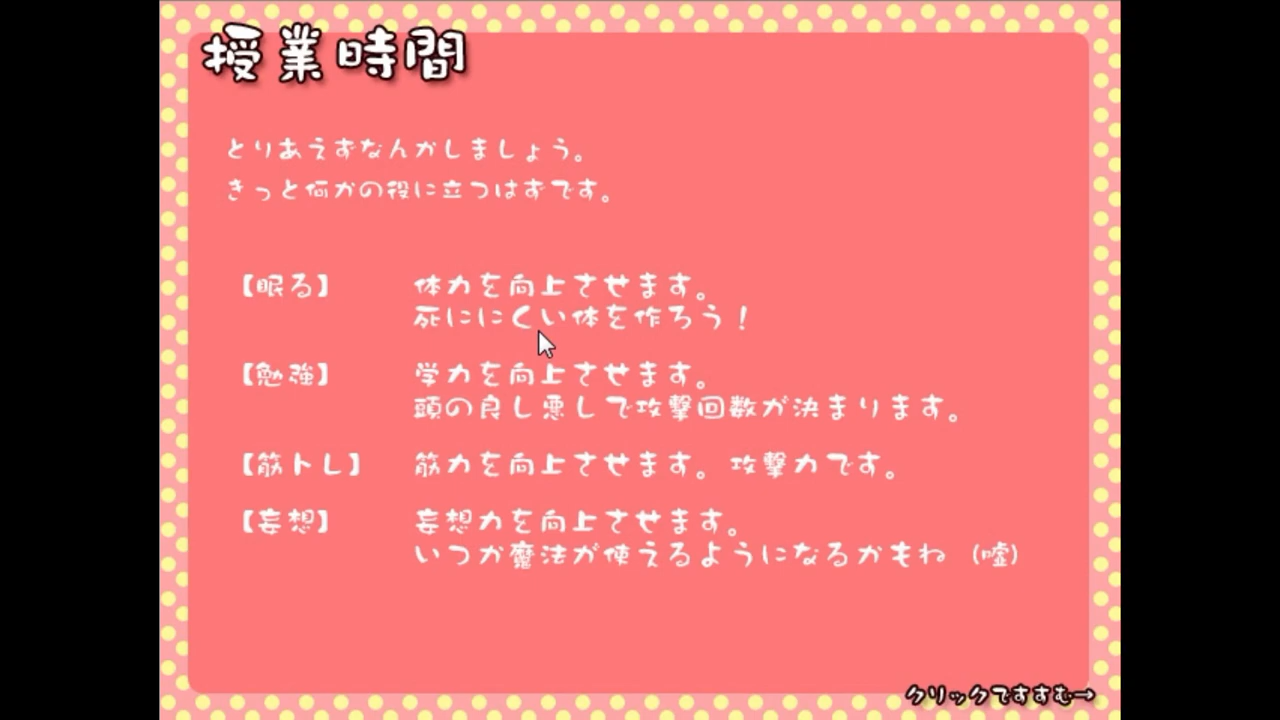 授業時間
とりあえずなんかしましょう。
きっと何かの役に立つはずです。
【眠る】 体力を向上させます。
死ににくい体を作ろう！
【勉強】 学力を向上させます。
頭の良し悪しで攻撃回数が決まります。
【筋トレ】 筋力を向上させます。攻撃力です。
【妄想】 妄想力を向上させます。
いつか魔法が使えるようになるかもね（嘘）
クリックですすむ→